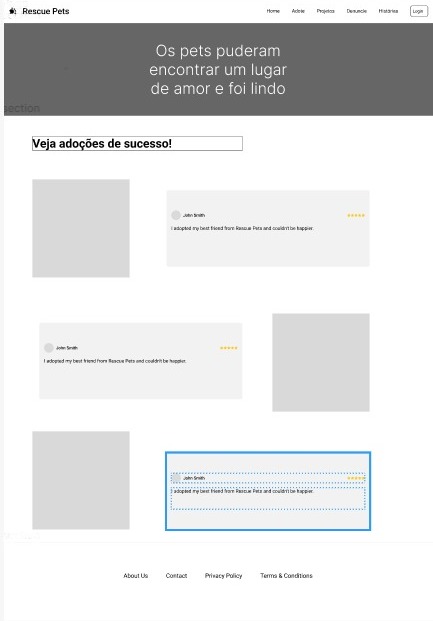 Rescue Pets
Home Adote Projetos Denuncie Histórias Login
Os pets puderam
encontrar um lugar
de amor e foi lindo
section
Veja adoções de sucesso!
John Smith
I adopted my best friend from Rescue Pets and couldn't be happier.
John Smith
I adopted my best friend from Rescue Pets and couldn't be happier.
John Smith
I adopted my best friend from Rescue Pets and couldn't be happier.
About Us Contact Privacy Policy Terms & Conditions